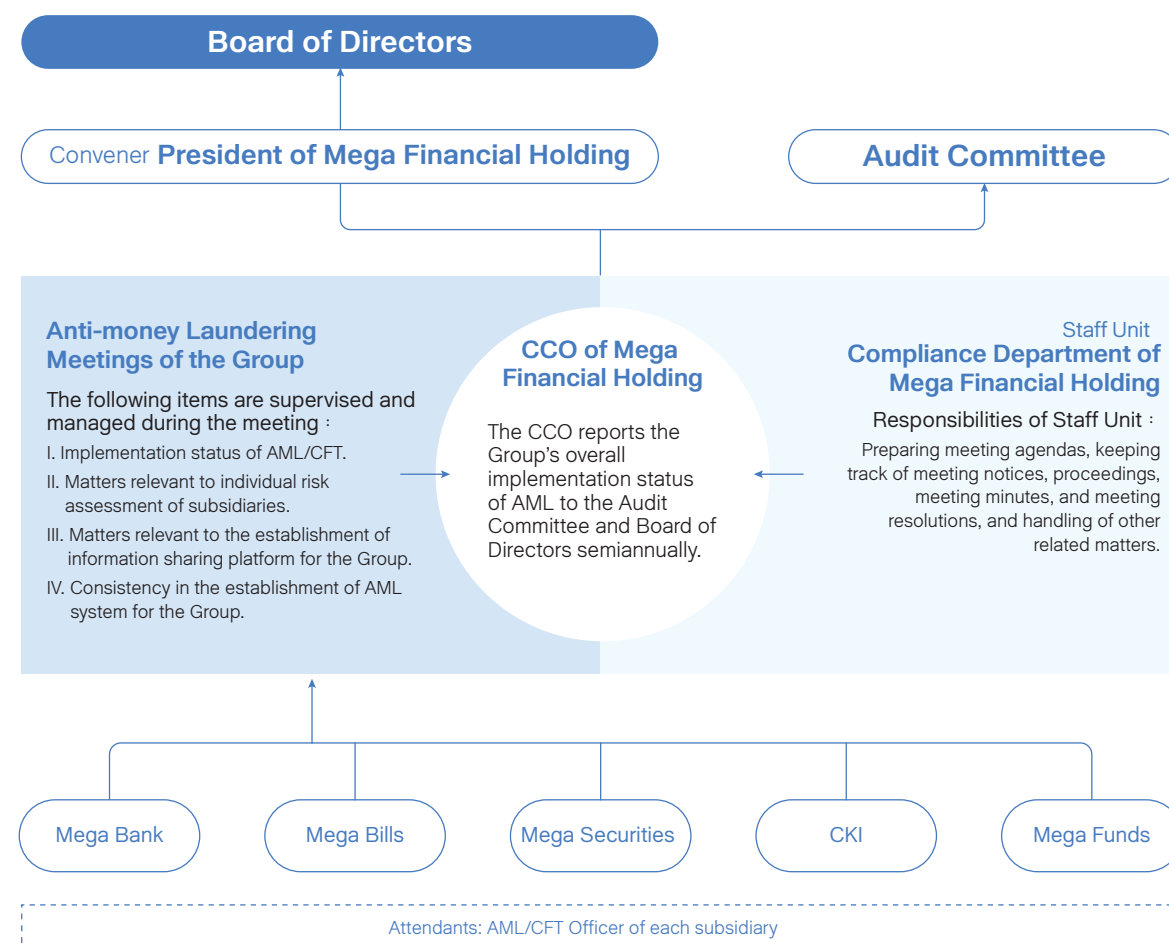 Board of Directors
Convener President of Mega Financial Holding
Audit Committee
Anti-money Laundering
Meetings of the Group
The following items are supervised and
managed during the meeting：
I. Implementation status of AML/CFT.
II. Matters relevant to individual risk
assessment of subsidiaries.
III. Matters relevant to the establishment of
information sharing platform for the Group.
IV. Consistency in the establishment of AML
system for the Group.
CCO of Mega
Financial Holding
The CCO reports the
Group's overall
implementation status
of AML to the Audit
Committee and Board of
Directors semiannually.
Staff Unit
Compliance Department of
Mega Financial Holding
Responsibilities of Staff Unit：
Preparing meeting agendas, keeping
track of meeting notices, proceedings,
meeting minutes, and meeting
resolutions, and handling of other
related matters.
Mega Bank
Mega Bills
Mega Securities
CKI
Mega Funds
Attendants: AML/CFT Officer of each subsidiary